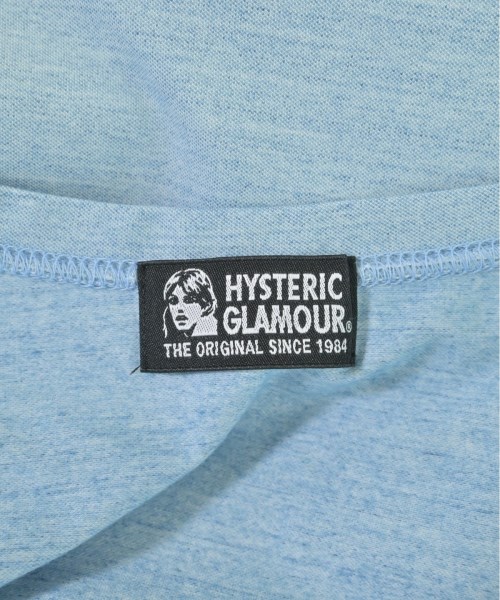 HYSTERIC
GLAMOUR®
THE ORIGINAL SINCE 1984